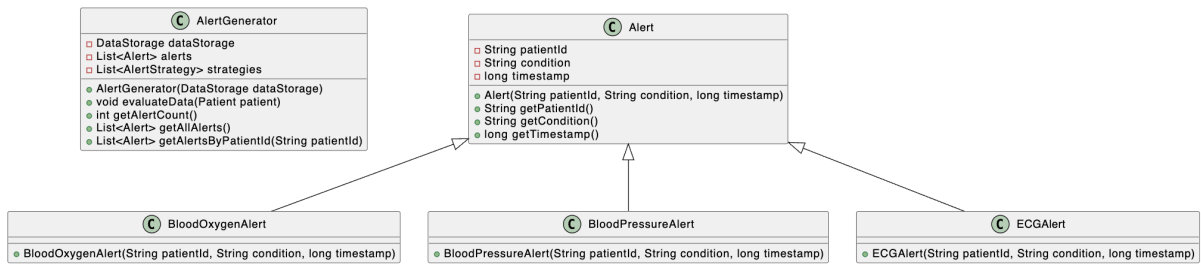 C AlertGenerator
DataStorage dataStorage
List<Alert> alerts
List<AlertStrategy> strategies
AlertGenerator(DataStorage dataStorage)
void evaluateData(Patient patient)
int getAlertCount()
List<Alert> getAllAlerts()
List<Alert> getAlertsByPatientId(String patientId)
C Alert
String patientId
String condition
long timestamp
Alert(String patientId, String condition, long timestamp)
String getPatientId()
String getCondition()
long getTimestamp()
C BloodOxygenAlert
BloodOxygenAlert(String patientId, String condition, long timestamp)
C BloodPressureAlert
BloodPressureAlert(String patientId, String condition, long timestamp)
C ECGAlert
ECGAlert(String patientId, String condition, long timestamp)